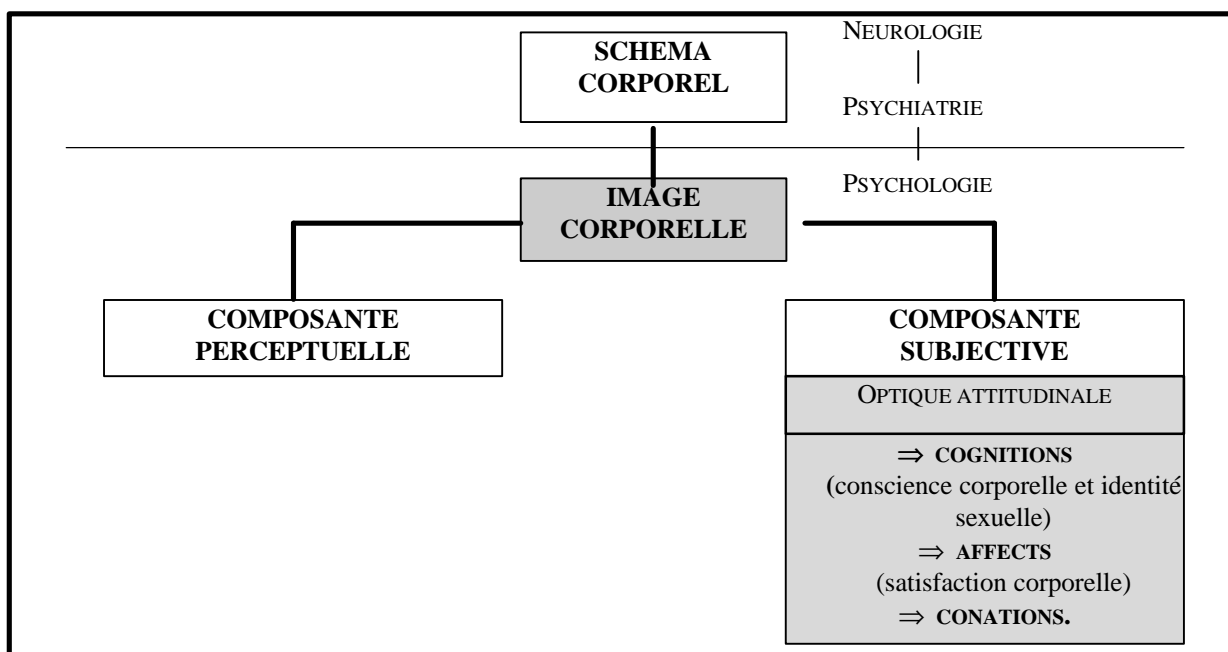 NEUROLOGIE
SCHEMA
CORPOREL
PSYCHIATRIE
PSYCHOLOGIE
IMAGE
CORPORELLE
COMPOSANTE
PERCEPTUELLE
COMPOSANTE
SUBJECTIVE
OPTIQUE ATTITUDINALE
⇒ COGNITIONS
(conscience corporelle et identité
sexuelle)
⇒ AFFECTS
(satisfaction corporelle)
⇒ CONATIONS.